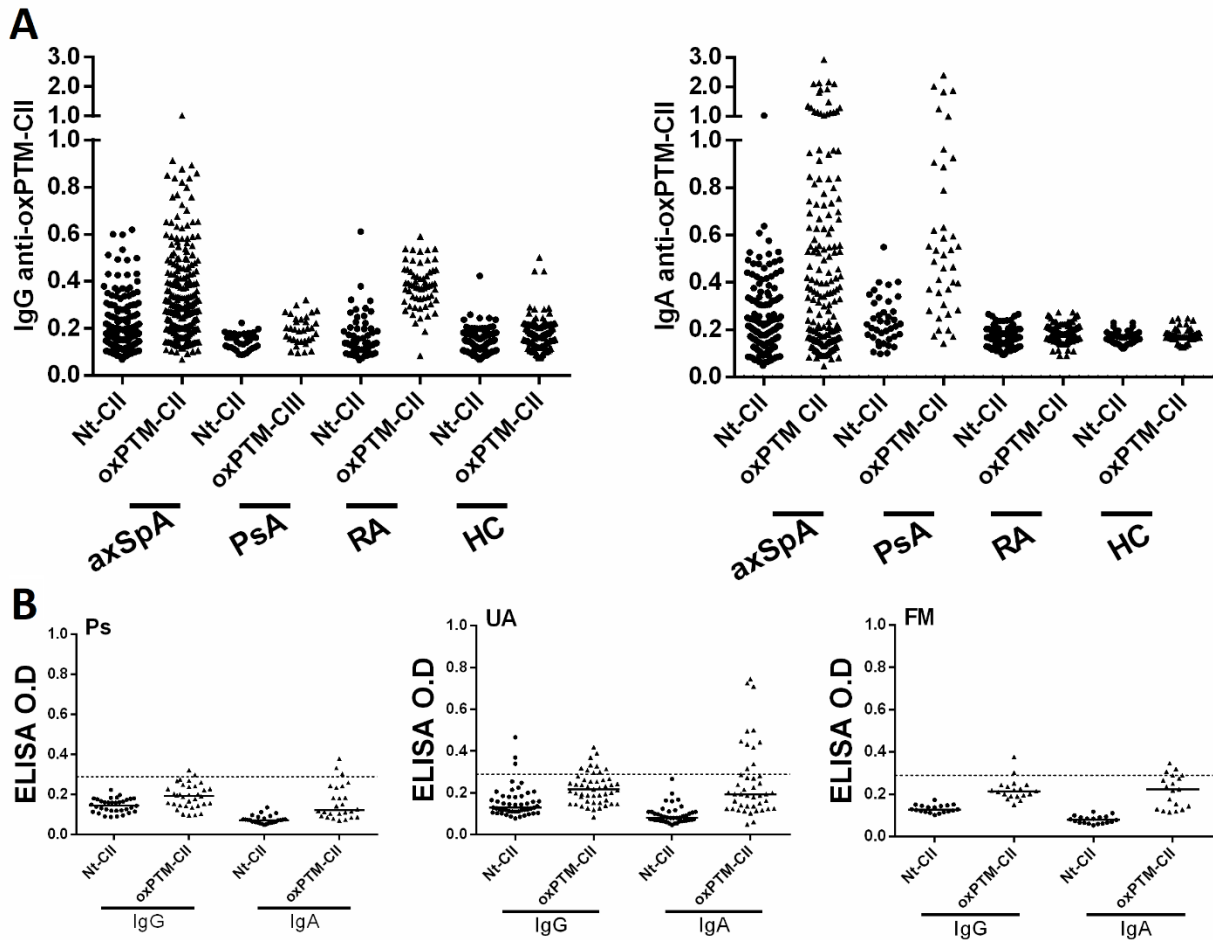 A
IgG anti-oxPTM-CII
3.0
2.0
1.0
1.0
0.8
0.6
0.4
0.2
0.0
Nt-CII
oxPTM-CII
Nt-CII
oxPTM-CIII
Nt-CII
oxPTM-CII
Nt-CII
oxPTM-CII
axSpA
PsA
RA
HC
IgA anti-oxPTM-CII
3.0
2.0
1.0
1.0
0.8
0.6
0.4
0.2
0.0
Nt-CII
oxPTM CII
Nt-CII
oxPTM-CII
Nt-CII
oxPTM-CII
Nt-CII
oxPTM-CII
axSpA
PsA
RA
HC
B
Ps
ELISA O.D
1.0
0.8
0.6
0.4
0.2
0.0
Nt-CII
oxPTM-CII
Nt-CII
oxPTM-CII
IgG
IgA
UA
ELISA O.D
1.0
0.8
0.6
0.4
0.2
0.0
Nt-CII
oxPTM-CII
Nt-CII
oxPTM-CII
IgG
IgA
FM
ELISA O.D
1.0
0.8
0.6
0.4
0.2
0.0
Nt-CII
oxPTM-CII
Nt-CII
oxPTM-CII
IgG
IgA